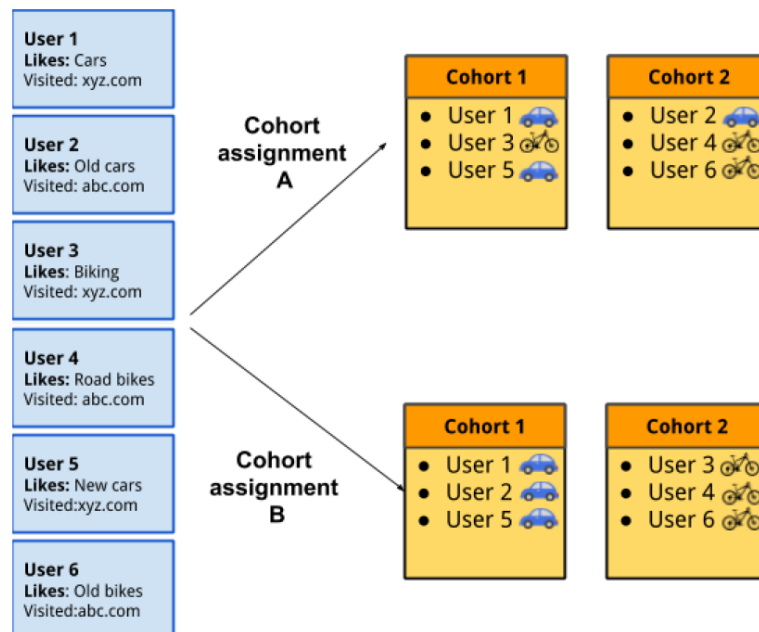 User 1
Likes: Cars
Visited: xyz.com
User 2
Likes: Old cars
Visited: abc.com
User 3
Likes: Biking
Visited: xyz.com
User 4
Likes: Road bikes
Visited: abc.com
User 5
Likes: New cars
Visited:xyz.com
User 6
Likes: Old bikes
Visited:abc.com
Cohort
assignment
A
Cohort 1
• User 1
• User 3
• User 5
Cohort 2
• User 2
• User 4
• User 6
Cohort
assignment
B
Cohort 1
• User 1
• User 2
• User 5
Cohort 2
• User 3
• User 4
• User 6